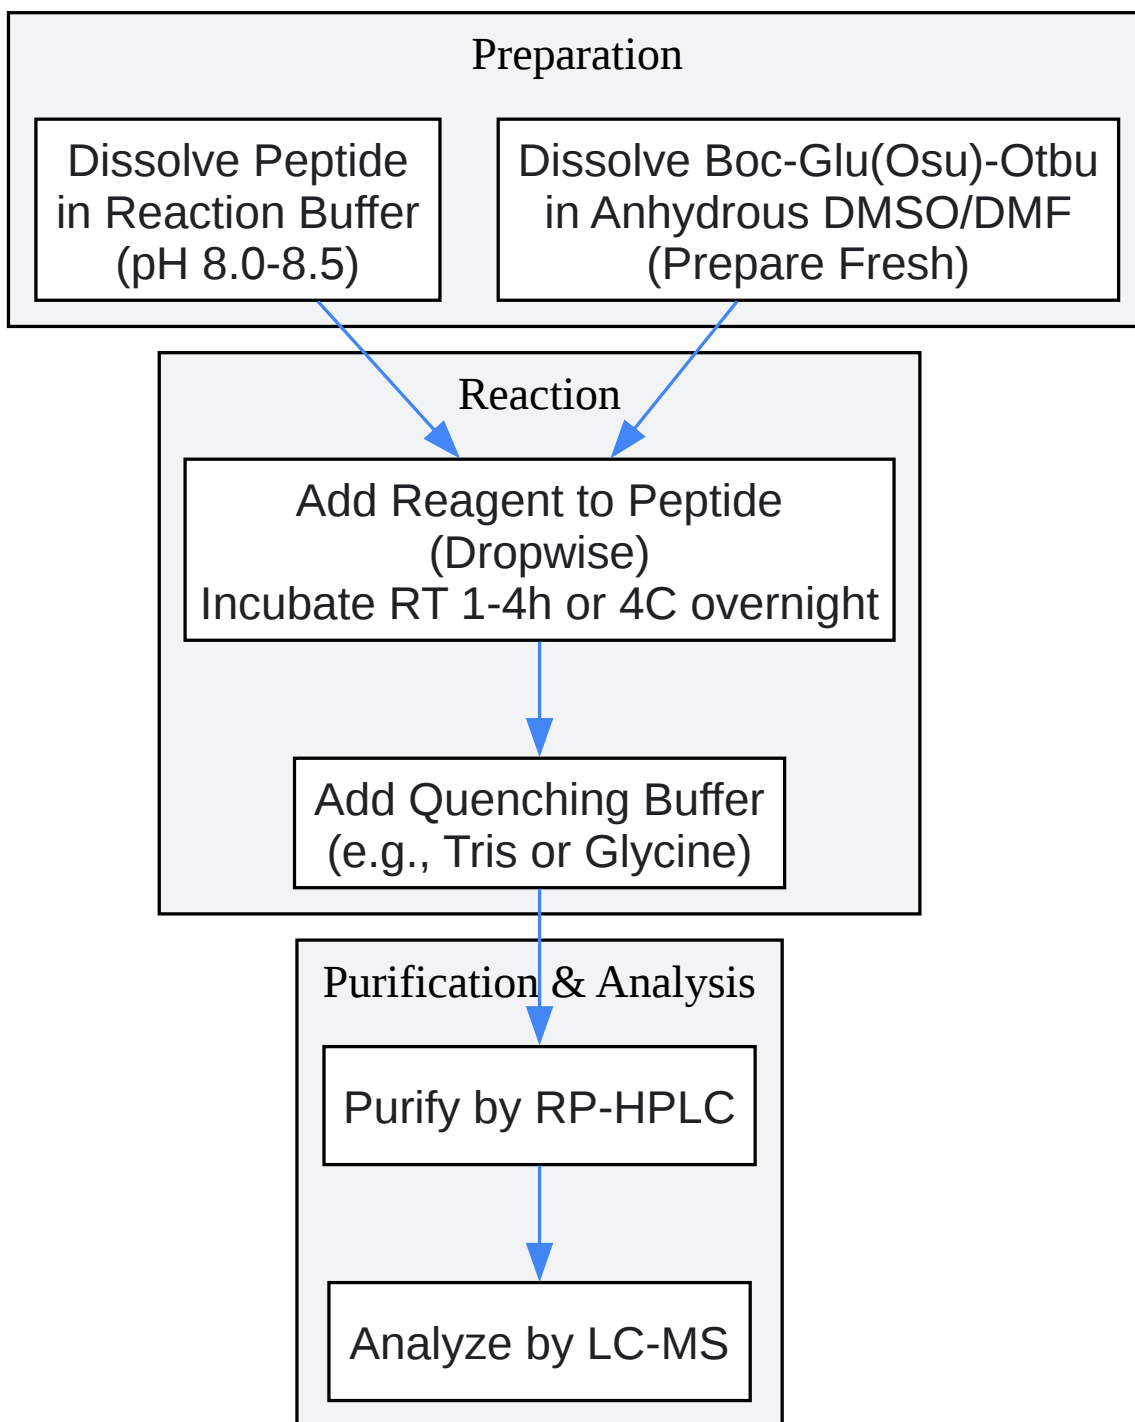 Preparation
Dissolve Peptide
in Reaction Buffer
(pH 8.0-8.5)
Dissolve Boc-Glu(Osu)-Otbu
in Anhydrous DMSO/DMF
(Prepare Fresh)
Reaction
Add Reagent to Peptide
(Dropwise)
Incubate RT 1-4h or 4C overnight
Add Quenching Buffer
(e.g., Tris or Glycine)
Purification & Analysis
Purify by RP-HPLC
Analyze by LC-MS